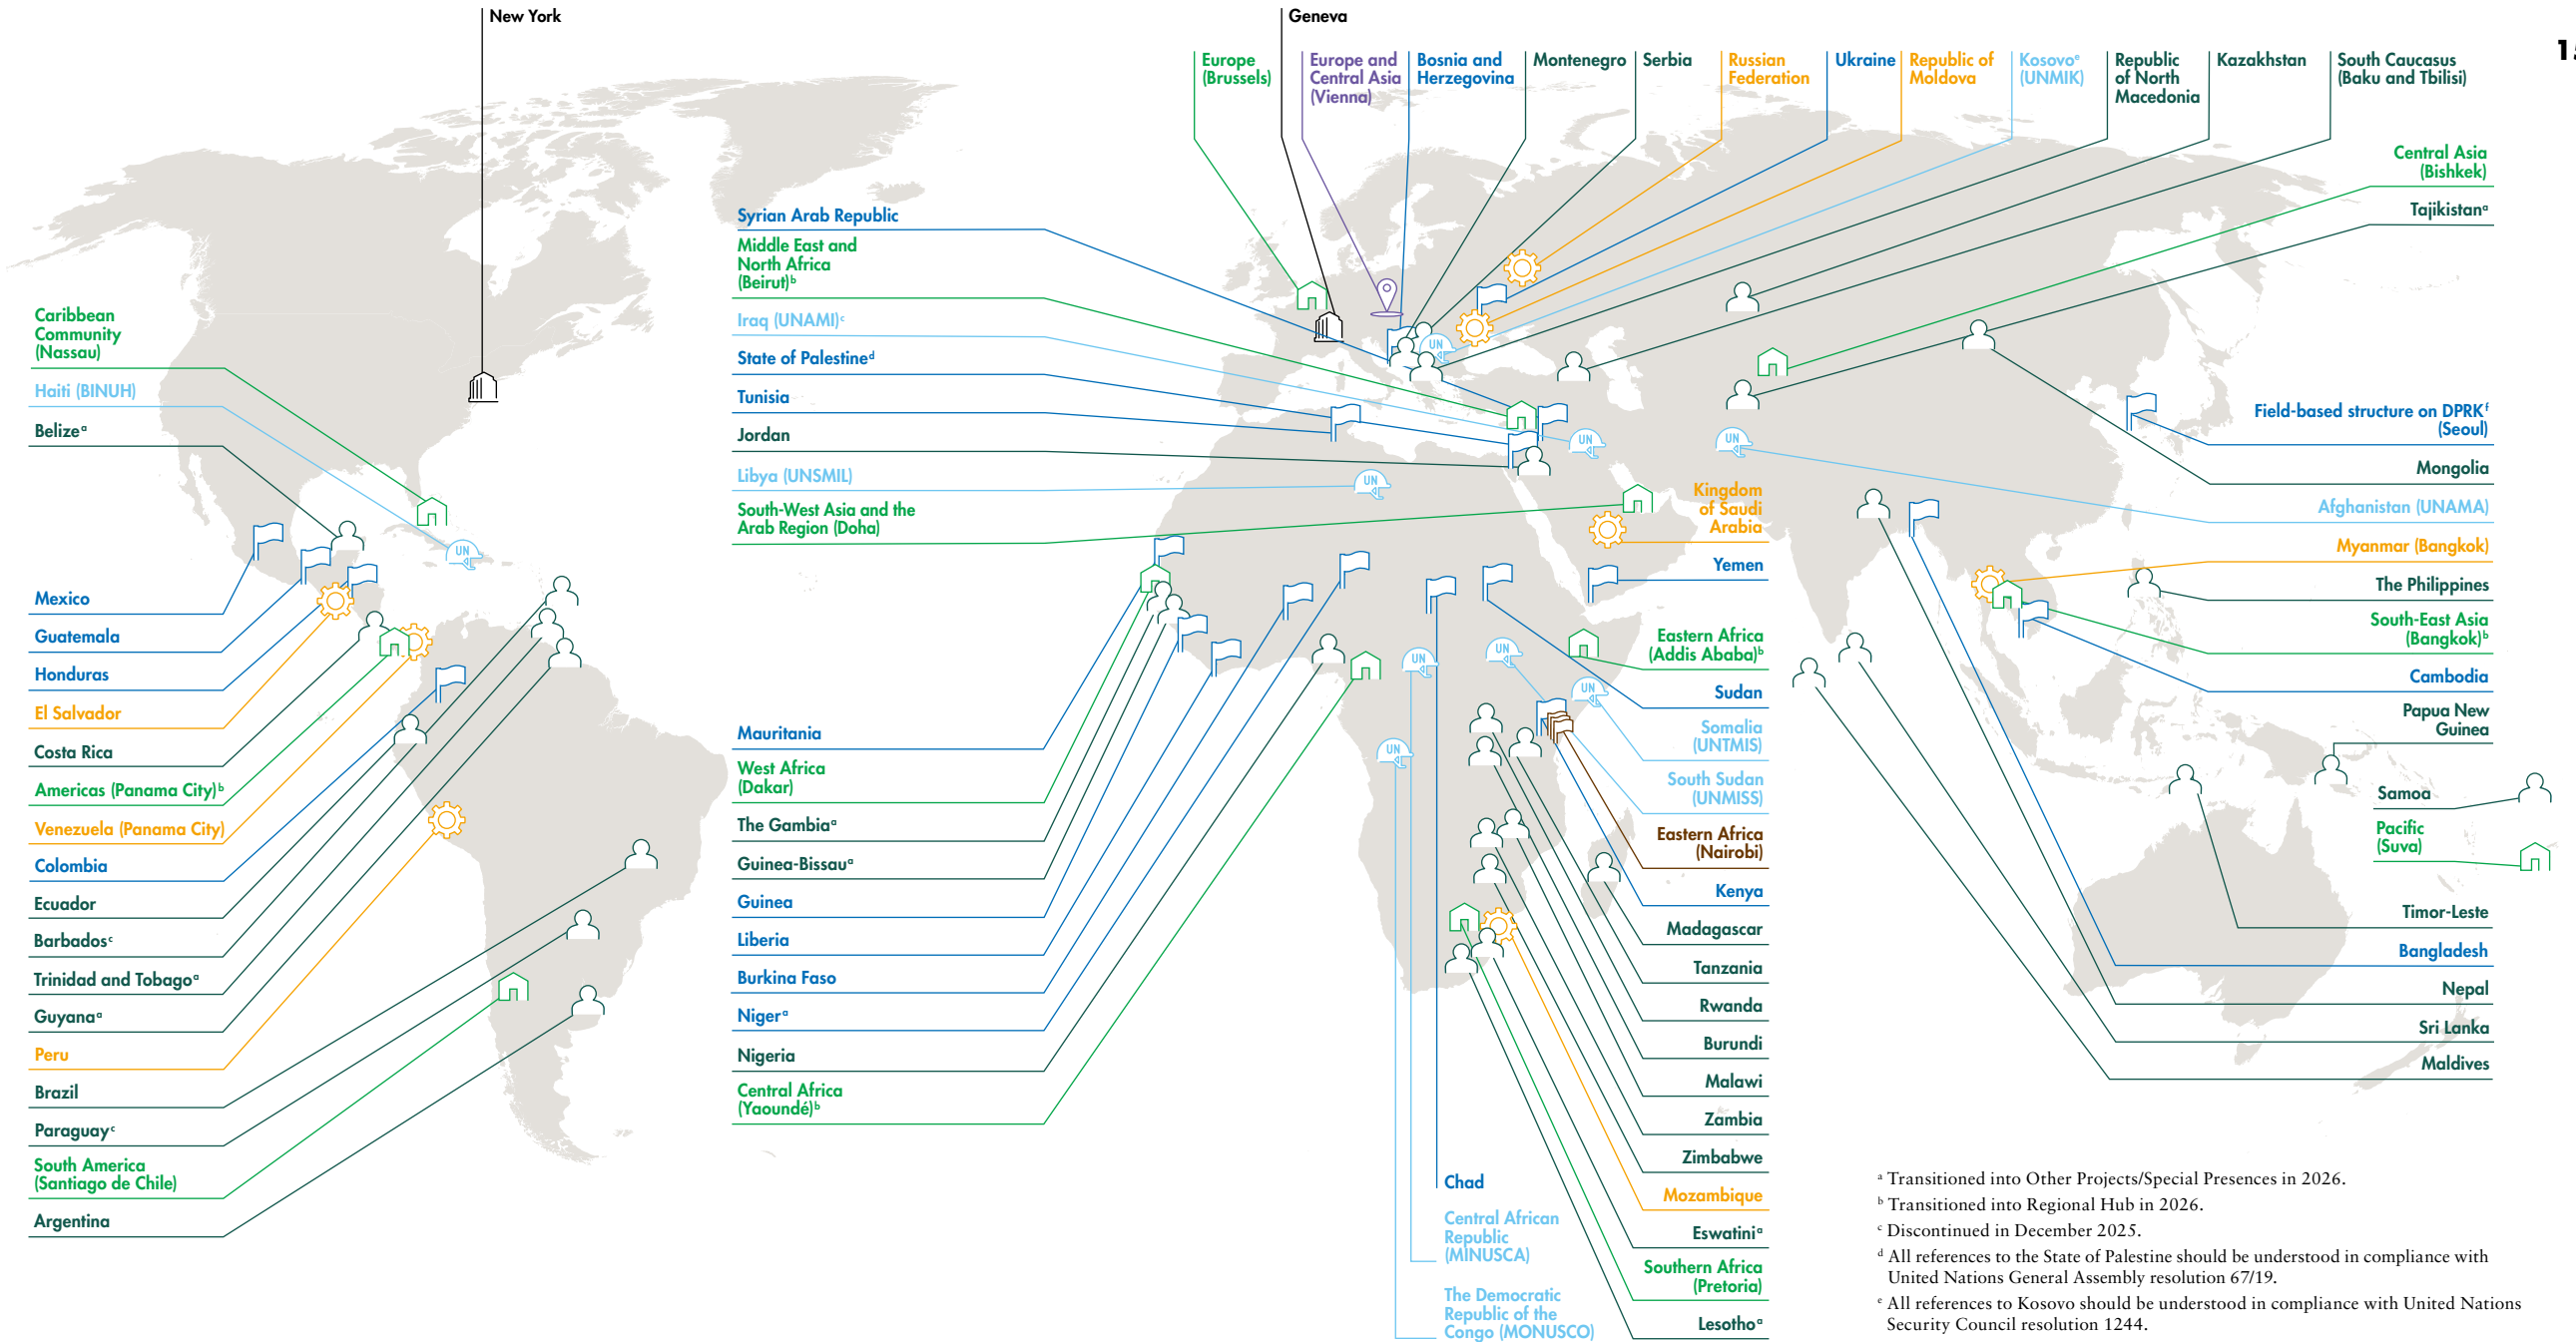 New York
Geneva
15
Europe
(Brussels)
Europe and
Central Asia
(Vienna)
Bosnia and
Herzegovina
Montenegro
Serbia
Russian
Federation
Ukraine
Republic of
Moldova
Kosovoᵉ
(UNMIK)
Republic
of North
Macedonia
Kazakhstan
South Caucasus
(Baku and Tbilisi)
Central Asia
(Bishkek)
Tajikistanᵃ
Syrian Arab Republic
Middle East and
North Africa
(Beirut)ᵇ
Iraq (UNAMI)ᶜ
State of Palestineᵈ
Tunisia
Jordan
Libya (UNSMIL)
South-West Asia and the
Arab Region (Doha)
Caribbean
Community
(Nassau)
Haiti (BINUH)
Belizeᵃ
Mexico
Guatemala
Honduras
El Salvador
Costa Rica
Americas (Panama City)ᵇ
Venezuela (Panama City)
Colombia
Ecuador
Barbadosᶜ
Trinidad and Tobagoᵃ
Guyanaᵃ
Peru
Brazil
Paraguayᶜ
South America
(Santiago de Chile)
Argentina
Mauritania
West Africa
(Dakar)
The Gambiaᵃ
Guinea-Bissauᵃ
Guinea
Liberia
Burkina Faso
Nigerᵃ
Nigeria
Central Africa
(Yaoundé)ᵇ
Chad
Central African
Republic
(MINUSCA)
The Democratic
Republic of the
Congo (MONUSCO)
UN
UN
UN
UN
UN
UN
UN
UN
UN
Kingdom
of Saudi
Arabia
Yemen
Eastern Africa
(Addis Ababa)ᵇ
Sudan
Somalia
(UNTMIS)
South Sudan
(UNMISS)
Eastern Africa
(Nairobi)
Kenya
Madagascar
Tanzania
Rwanda
Burundi
Malawi
Zambia
Zimbabwe
Mozambique
Eswatiniᵃ
Southern Africa
(Pretoria)
Lesothoᵃ
Field-based structure on DPRKᶠ
(Seoul)
Mongolia
Afghanistan (UNAMA)
Myanmar (Bangkok)
The Philippines
South-East Asia
(Bangkok)ᵇ
Cambodia
Papua New
Guinea
Samoa
Pacific
(Suva)
Timor-Leste
Bangladesh
Nepal
Sri Lanka
Maldives
ᵃ Transitioned into Other Projects/Special Presences in 2026.
ᵇ Transitioned into Regional Hub in 2026.
ᶜ Discontinued in December 2025.
ᵈ All references to the State of Palestine should be understood in compliance with
United Nations General Assembly resolution 67/19.
ᵉ All references to Kosovo should be understood in compliance with United Nations
Security Council resolution 1244.